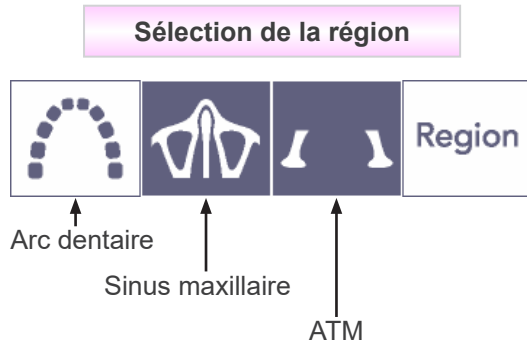 Sélection de la région
Region
Arc dentaire
Sinus maxillaire
ATM